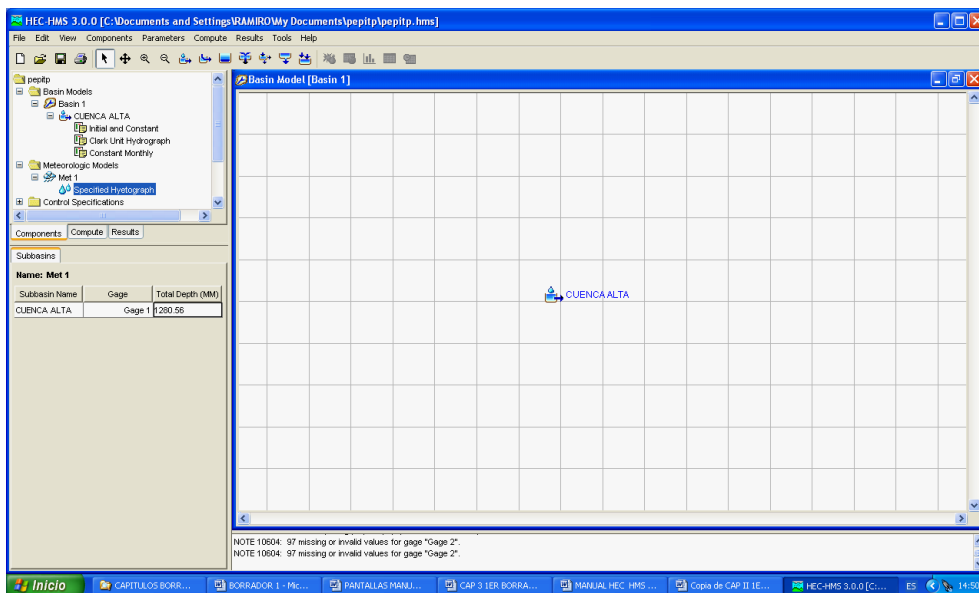 HEC-HMS 3.0.0 [C:\Documents and Settings\RAMIRO\My Documents\pepitp\pepitp.hms]
File Edit View Components Parameters Compute Results Tools Help
pepitp
Basin Models
Basin 1
CUENCA ALTA
Initial and Constant
Clark Unit Hydrograph
Constant Monthly
Meteorologic Models
Met 1
Specified Hyetograph
Control Specifications
Components Compute Results
Subbasins
Name: Met 1
Subbasin Name Gage Total Depth (MM)
CUENCA ALTA Gage 1 1280.56
Basin Model [Basin 1]
CUENCA ALTA
NOTE 10604: 97 missing or invalid values for gage "Gage 2".
NOTE 10604: 97 missing or invalid values for gage "Gage 2".
Inicio CAPITULOS BORR... BORRADOR 1 - Mic... PANTALLAS MANU... CAP 3 1ER BORRA... MANUAL HEC HMS ... Copia de CAP II 1E... HEC-HMS 3.0.0 [C:... ES 14:50